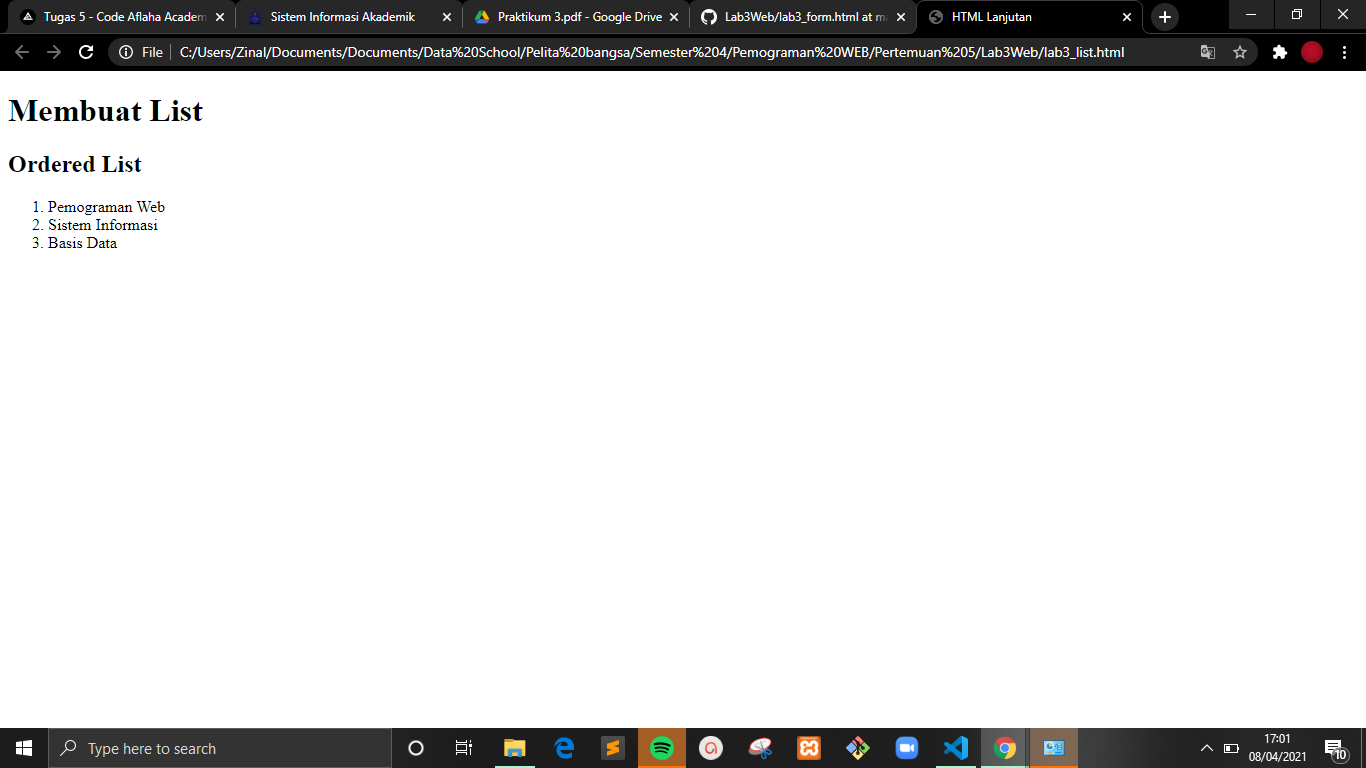 Tugas 5 - Code Aflaha Academ
Sistem Informasi Akademik
Praktikum 3.pdf - Google Drive
Lab3Web/lab3_form.html at ma
HTML Lanjutan
File
C:/Users/Zinal/Documents/Documents/Data%20School/Pelita%20bangsa/Semester%204/Pemograman%20WEB/Pertemuan%205/Lab3Web/lab3_list.html
Membuat List
Ordered List
1. Pemograman Web
2. Sistem Informasi
3. Basis Data
Type here to search
17:01
08/04/2021
10